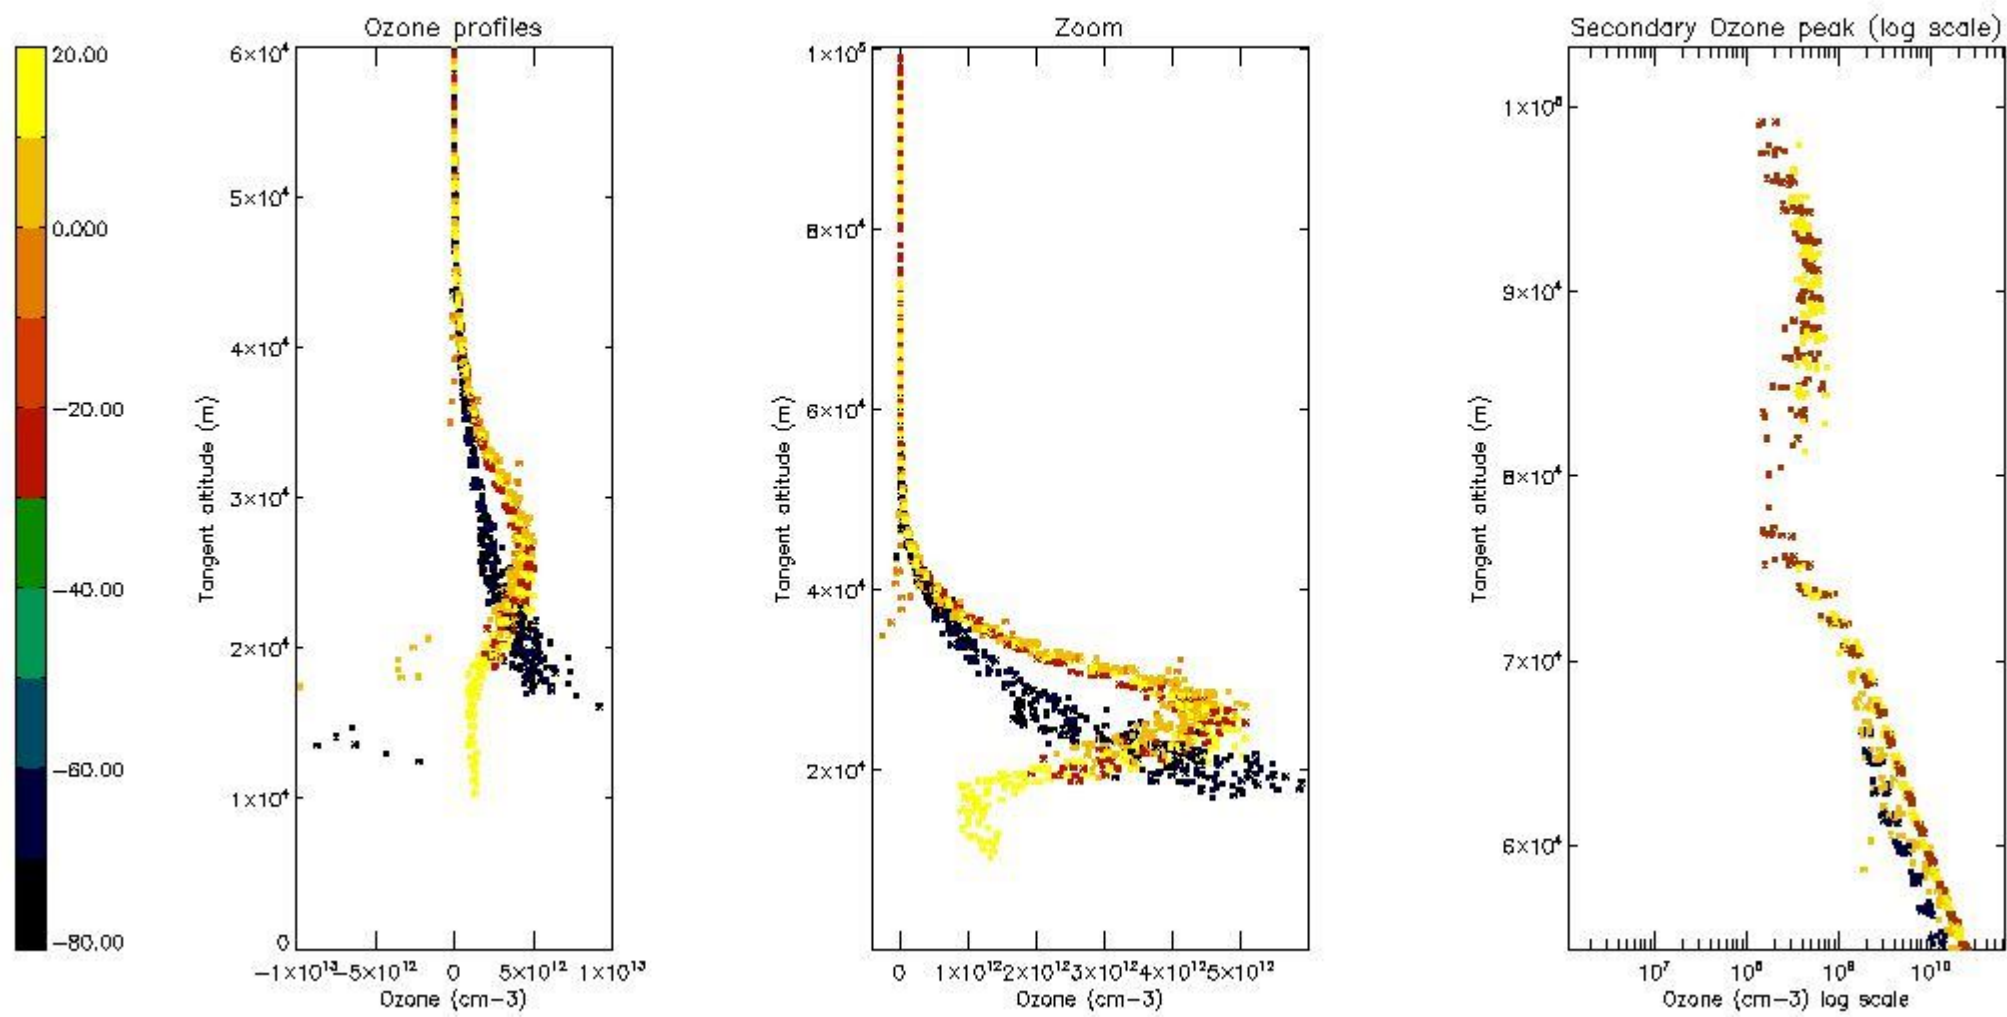 Ozone profiles
Zoom
Secondary Ozone peak (log scale)
20.00
0.000
−20.00
−40.00
−60.00
−80.00
6×10⁴
5×10⁴
4×10⁴
3×10⁴
2×10⁴
1×10⁴
0
Tangent altitude (m)
−1×10¹³ −5×10¹² 0 5×10¹² 1×10¹³
Ozone (cm−3)
1×10⁵
8×10⁴
6×10⁴
4×10⁴
2×10⁴
Tangent altitude (m)
0 1×10¹² 2×10¹² 3×10¹² 4×10¹² 5×10¹²
Ozone (cm−3)
1×10⁵
9×10⁴
8×10⁴
7×10⁴
6×10⁴
Tangent altitude (m)
10⁷ 10⁸ 10⁹ 10¹⁰
Ozone (cm−3) log scale